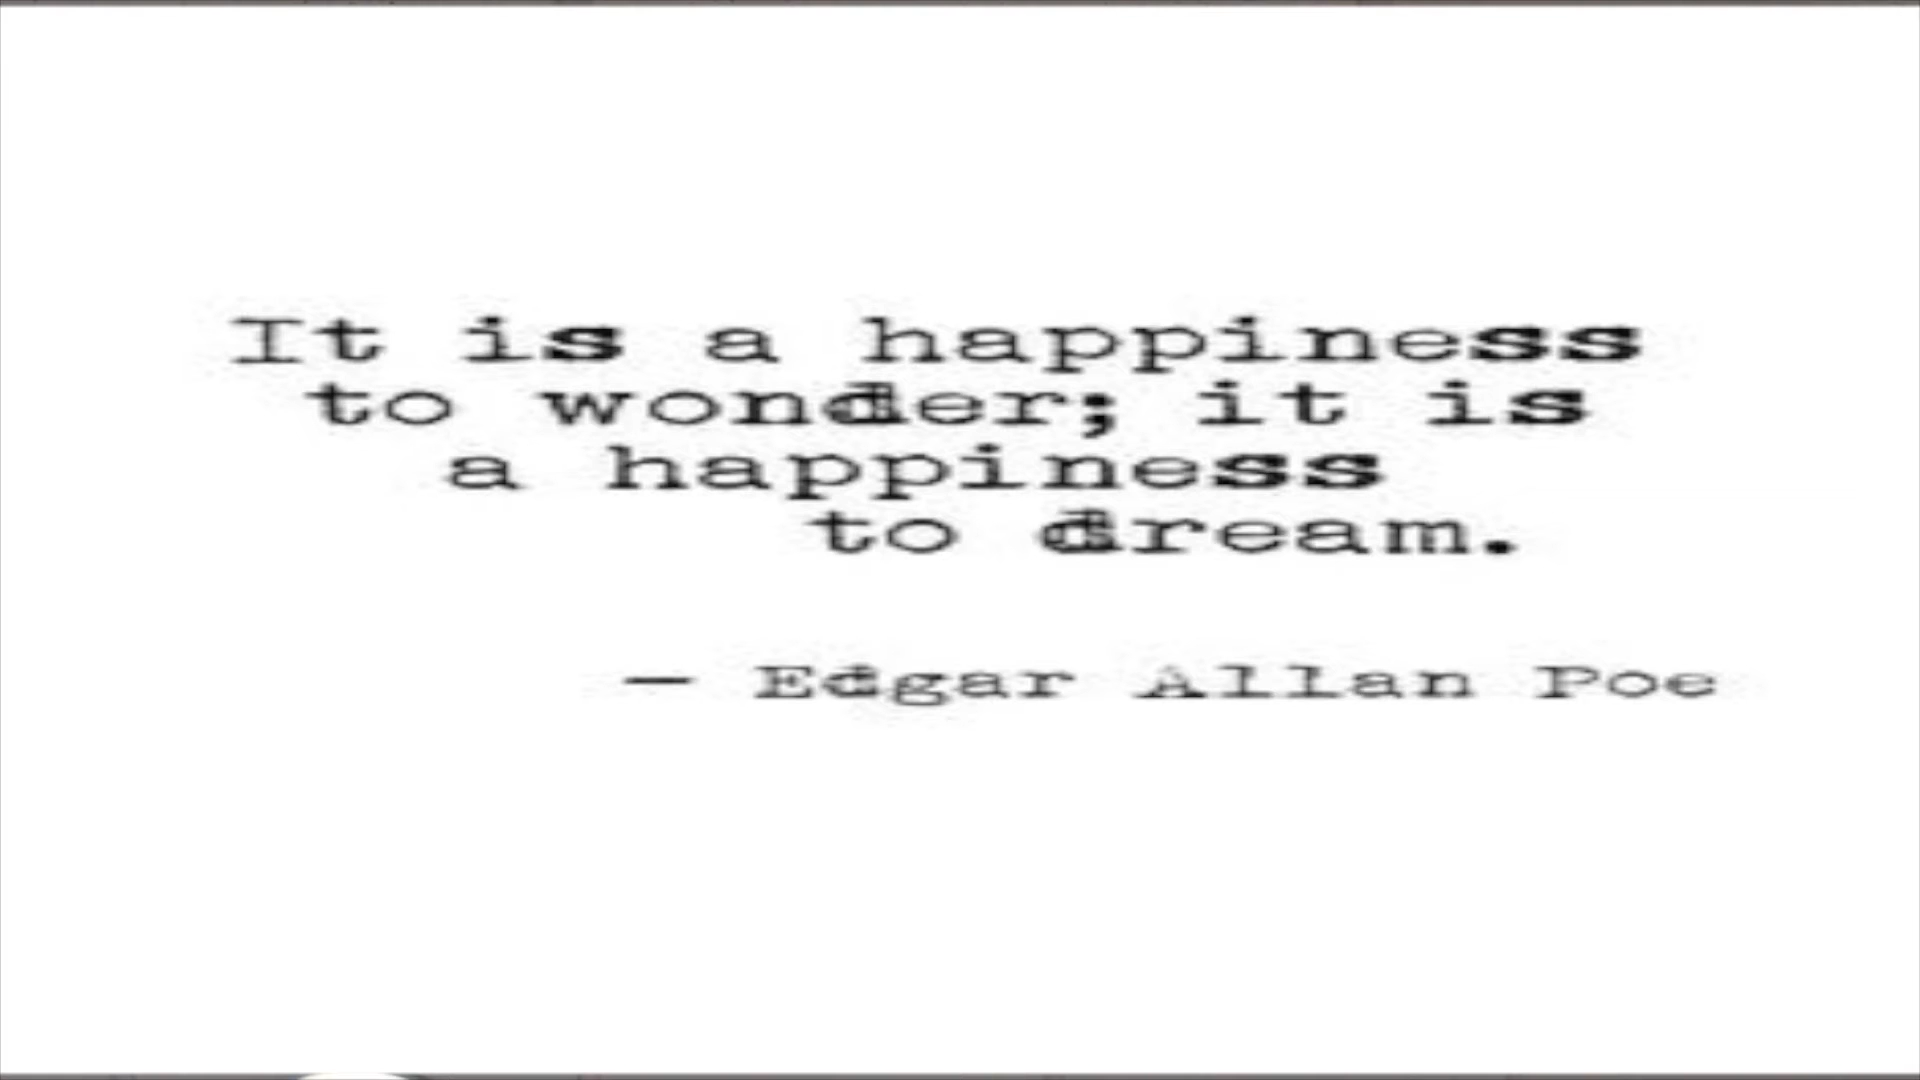 It is a happiness
to wonder; it is
a happiness
to dream.
— Edgar Allan Poe